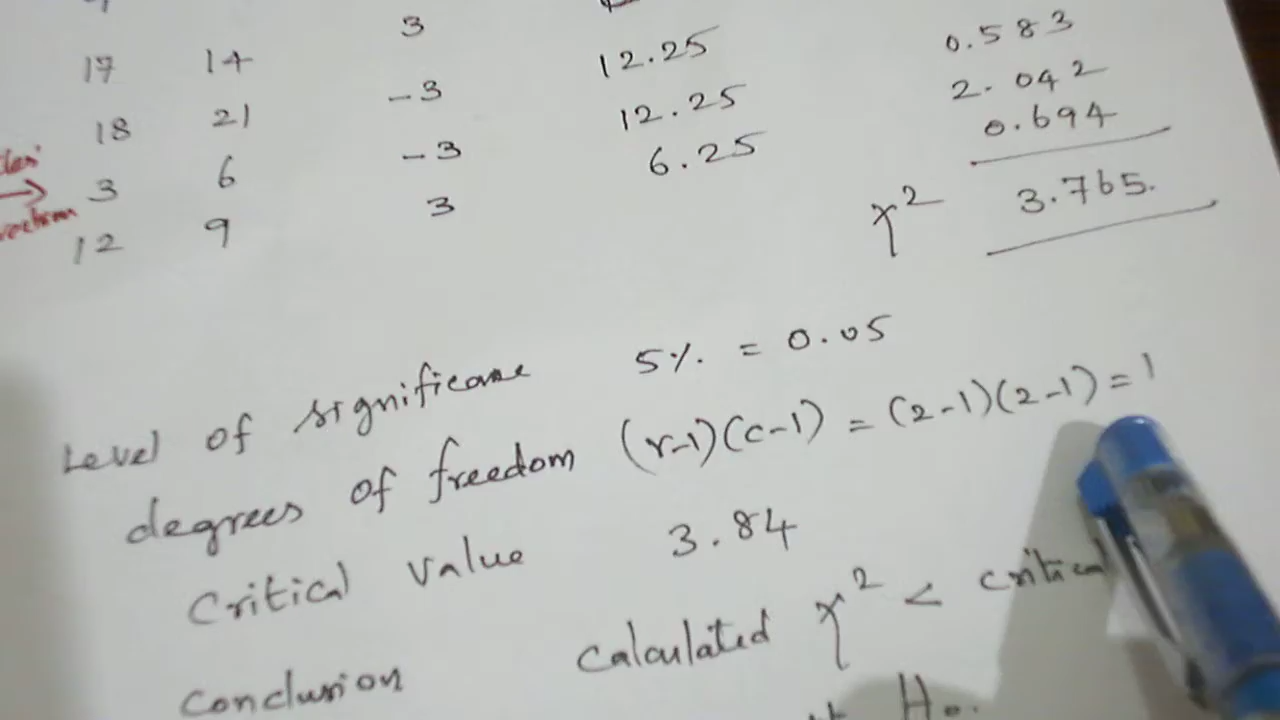 3
17 14 12.25 0.583
18 21 -3 12.25 2.042
3 6 -3 6.25 0.694
12 9 3 χ² 3.765.
Level of significance 5% = 0.05
degrees of freedom (r-1)(c-1) = (2-1)(2-1) = 1
Critical value 3.84
Conclusion Calculated χ² < critical
H₀.